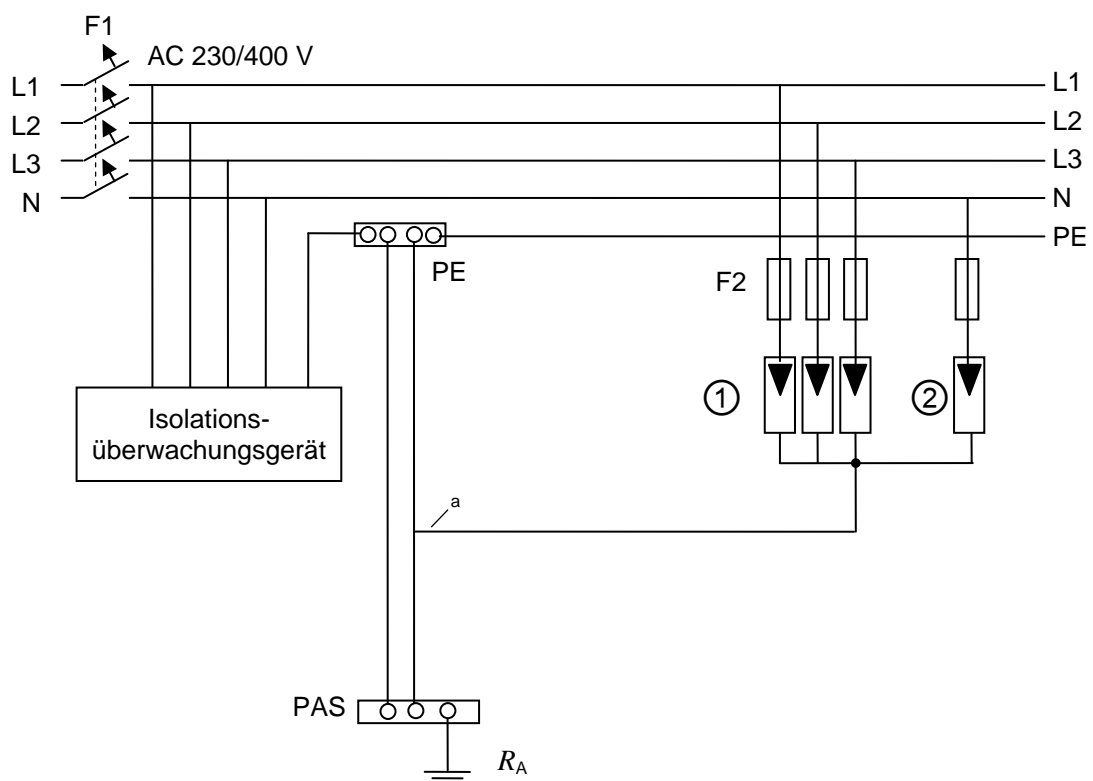 F1
AC 230/400 V
L1
L1
L2
L2
L3
L3
N
N
PE
PE
F2
1
2
Isolations-
überwachungsgerät
a
PAS
RA